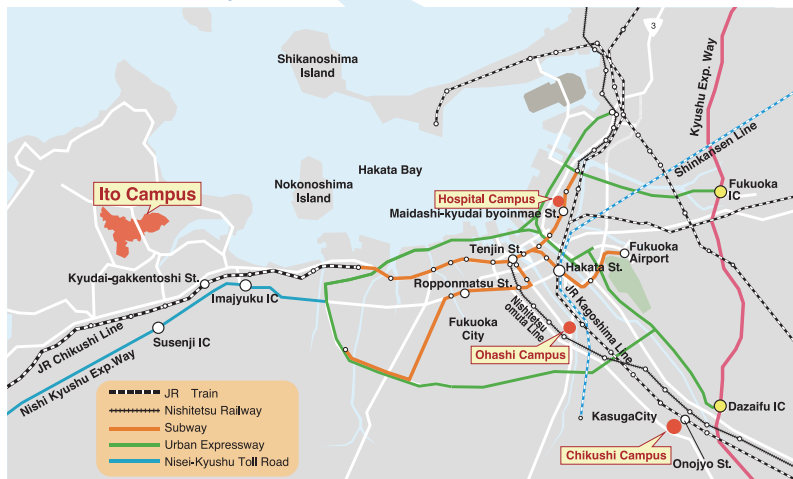 3
Shikanoshima
Island
Kyushu Exp. Way
Shinkansen Line
Hakata Bay
Ito Campus
Nokonoshima
Island
Hospital Campus
Maidashi-kyudai byoinmae St.
Fukuoka
IC
Tenjin St.
Fukuoka
Airport
Kyudai-gakkentoshi St.
Hakata St.
Imajyuku IC
Ropponmatsu St.
JR Kagoshima Line
Nishitetsu
omuta Line
Susenji IC
Fukuoka
City
JR Chikushi Line
Ohashi Campus
Nishi Kyushu Exp.Way
JR Train
Nishitetsu Railway
Subway
Urban Expressway
Nisei-Kyushu Toll Road
KasugaCity
Dazaifu IC
Chikushi Campus
Onojyo St.